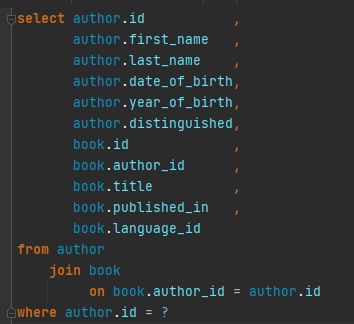 select author.id           ,
       author.first_name   ,
       author.last_name    ,
       author.date_of_birth,
       author.year_of_birth,
       author.distinguished,
       book.id             ,
       book.author_id      ,
       book.title          ,
       book.published_in   ,
       book.language_id
from author
    join book
         on book.author_id = author.id
where author.id = ?